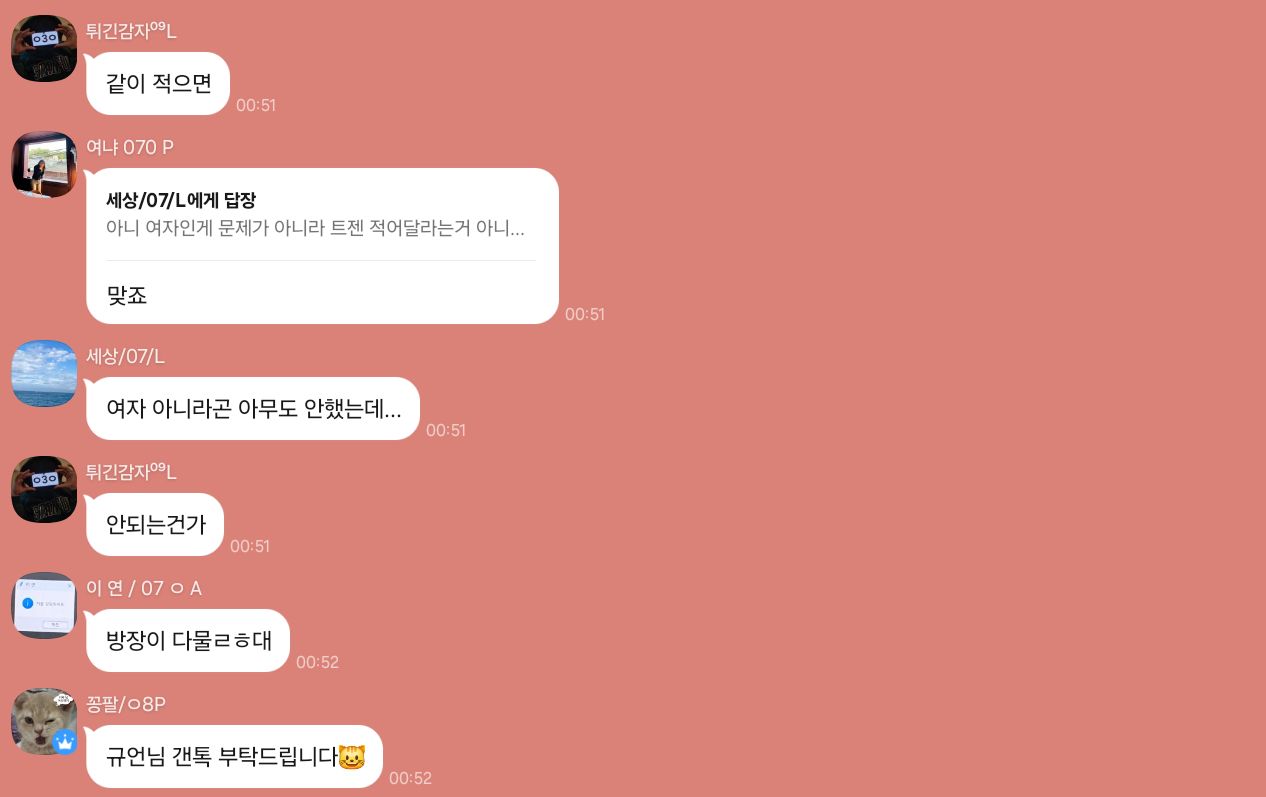 튀긴감자⁰⁹L
같이 적으면
00:51
여냐 070 P
세상/07/L에게 답장
아니 여자인게 문제가 아니라 트젠 적어달라는거 아니...
맞죠
00:51
세상/07/L
여자 아니라곤 아무도 안했는데...
00:51
튀긴감자⁰⁹L
안되는건가
00:51
이 연 / 07 ㅇ A
방장이 다물ㄹㅎ대
00:52
꽁팔/ㅇ8P
규언님 갠톡 부탁드립니다🐱
00:52